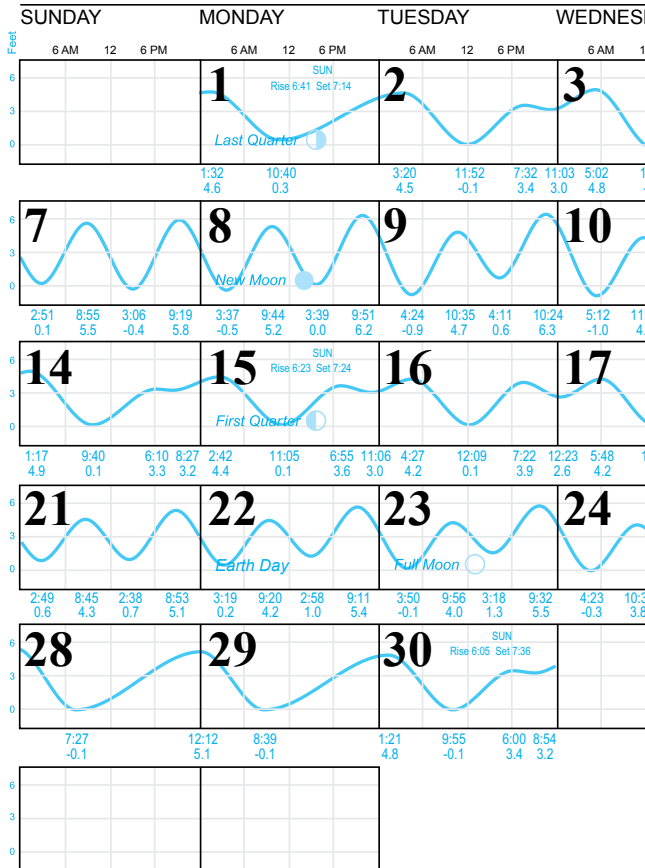 SUNDAY MONDAY TUESDAY WEDNES
6 AM 12 6 PM 6 AM 12 6 PM 6 AM 12 6 PM 6 AM
Feet
6 3 0
1 SUN 2 3
Rise 6:41 Set 7:14
Last Quarter
1:32 10:40 3:20 11:52 7:32 11:03 5:02
4.6 0.3 4.5 -0.1 3.4 3.0 4.8
6 3 0
7 8 9 10
New Moon
2:51 8:55 3:06 9:19 3:37 9:44 3:39 9:51 4:24 10:35 4:11 10:24 5:12
0.1 5.5 -0.4 5.8 -0.5 5.2 0.0 6.2 -0.9 4.7 0.6 6.3 -1.0
6 3 0
14 15 SUN 16 17
Rise 6:23 Set 7:24
First Quarter
1:17 9:40 6:10 8:27 2:42 11:05 6:55 11:06 4:27 12:09 7:22 12:23 5:48
4.9 0.1 3.3 3.2 4.4 0.1 3.6 3.0 4.2 0.1 3.9 2.6 4.2
6 3 0
21 22 23 24
Earth Day Full Moon
2:49 8:45 2:38 8:53 3:19 9:20 2:58 9:11 3:50 9:56 3:18 9:32 4:23
0.6 4.3 0.7 5.1 0.2 4.2 1.0 5.4 -0.1 4.0 1.3 5.5 -0.3 3.8
6 3 0
28 29 30 SUN
Rise 6:05 Set 7:36
7:27 12:12 8:39 1:21 9:55 6:00 8:54
-0.1 5.1 -0.1 4.8 -0.1 3.4 3.2
6 3 0